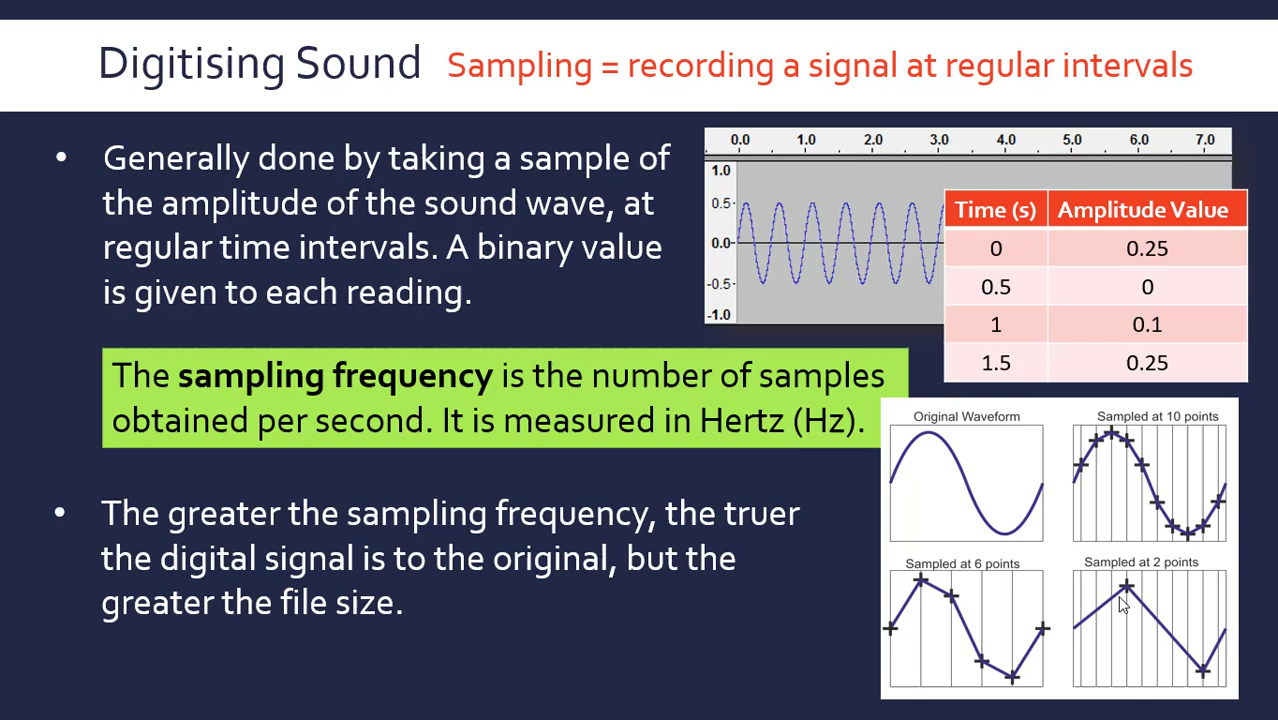 Digitising Sound Sampling = recording a signal at regular intervals
• Generally done by taking a sample of
the amplitude of the sound wave, at
regular time intervals. A binary value
is given to each reading.
0.0 1.0 2.0 3.0 4.0 5.0 6.0 7.0
1.0
0.5
0.0
-0.5
-1.0
Time (s) Amplitude Value
0 0.25
0.5 0
1 0.1
1.5 0.25
The sampling frequency is the number of samples
obtained per second. It is measured in Hertz (Hz).
• The greater the sampling frequency, the truer
the digital signal is to the original, but the
greater the file size.
Original Waveform Sampled at 10 points
Sampled at 6 points Sampled at 2 points